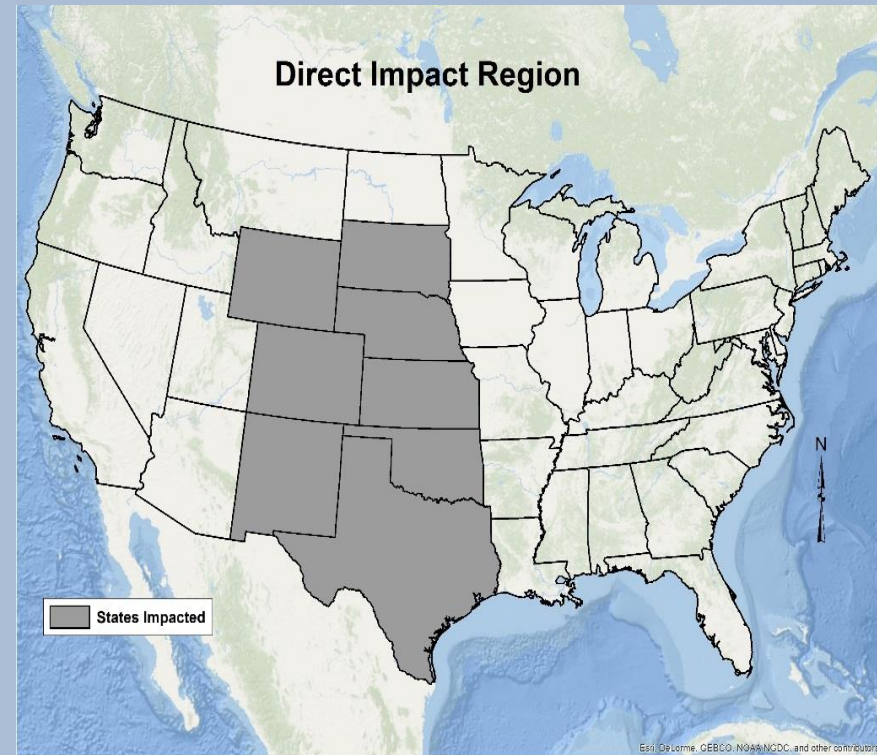 Direct Impact Region
N
States Impacted
Esri, DeLorme, GEBCO, NOAA NGDC, and other contributors